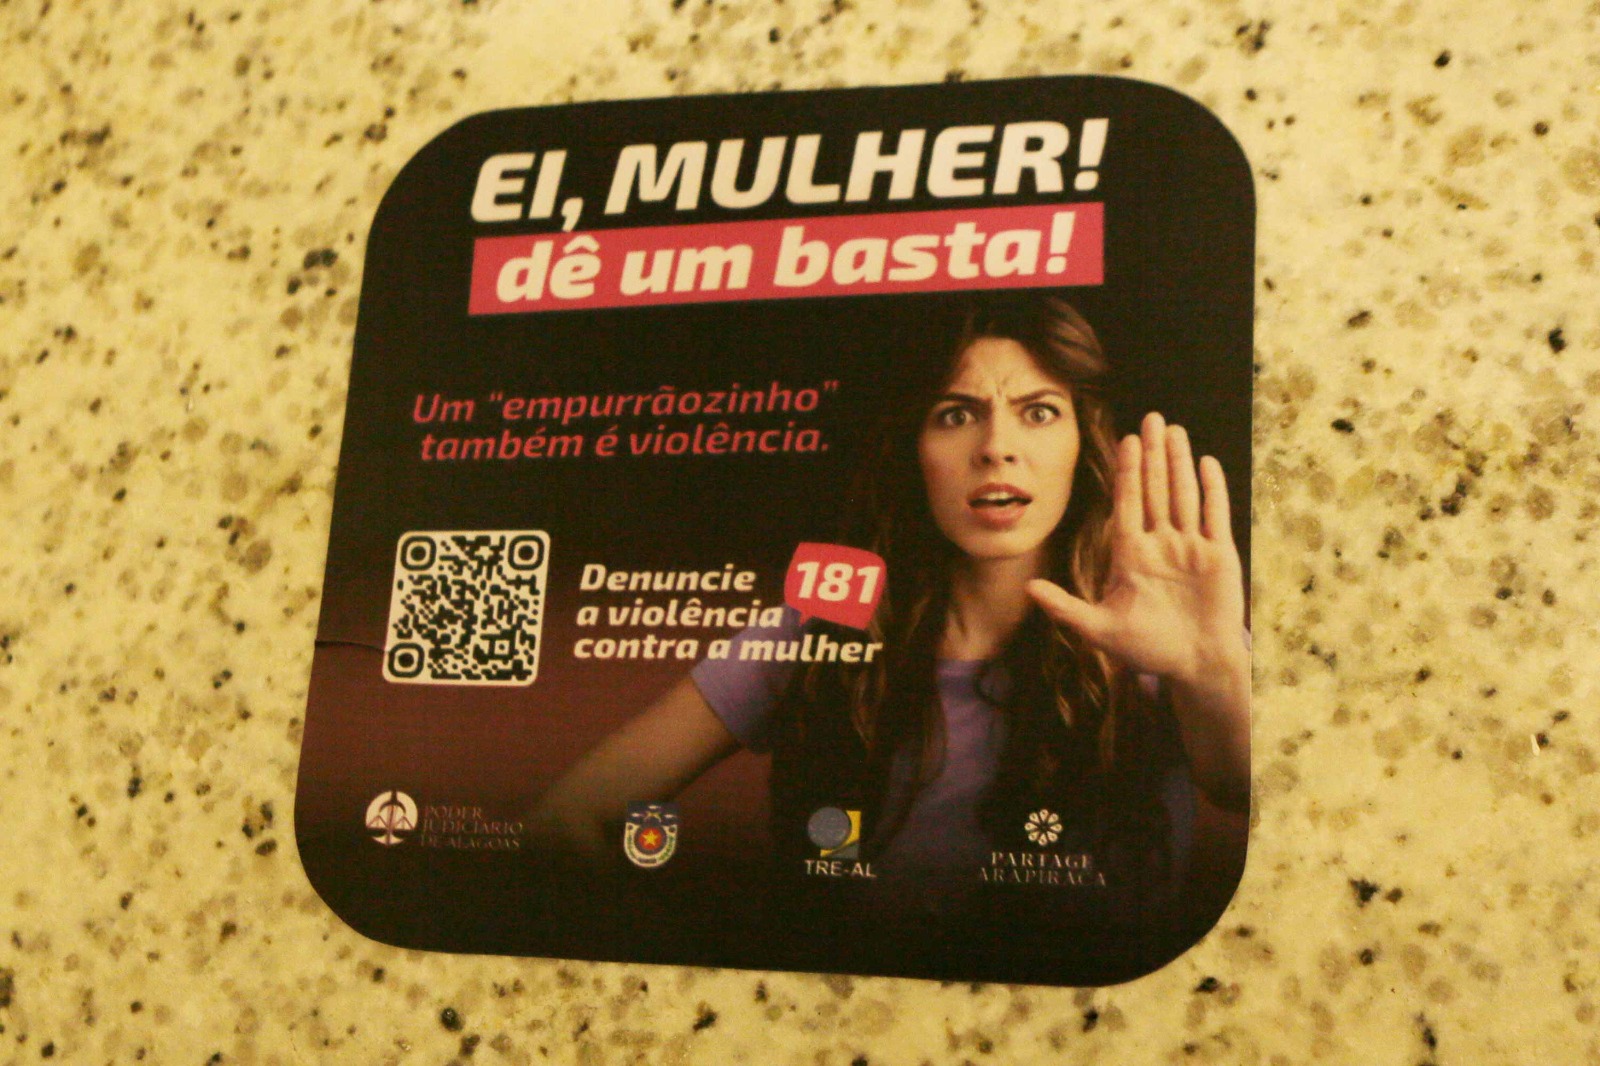 EI, MULHER!
dê um basta!
Um "empurrãozinho"
também é violência.
Denuncie
181
a violência
contra a mulher
PODER
JUDICIÁRIO
DE ALAGOAS
TRE-AL
PARTAGE
ARAPIRACA